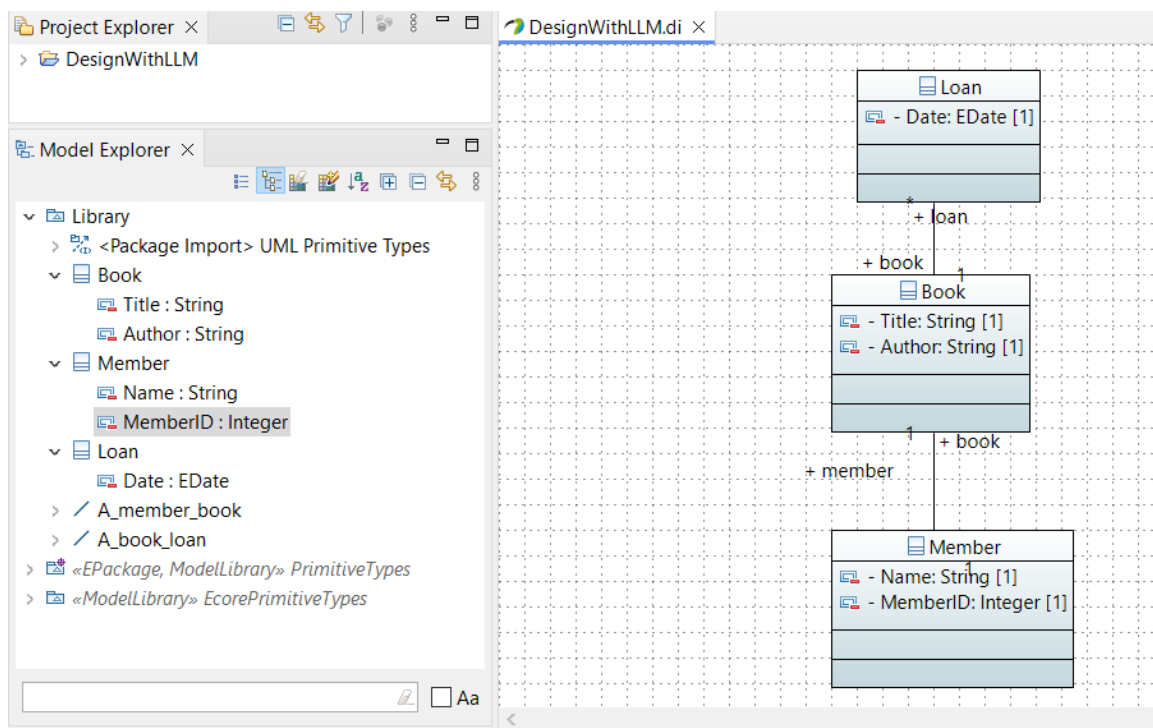 Project Explorer
DesignWithLLM
Model Explorer
Library
<Package Import> UML Primitive Types
Book
Title : String
Author : String
Member
Name : String
MemberID : Integer
Loan
Date : EDate
A_member_book
A_book_loan
«EPackage, ModelLibrary» PrimitiveTypes
«ModelLibrary» EcorePrimitiveTypes
Aa
DesignWithLLM.di
Loan
- Date: EDate [1]
*
+ loan
+ book
1
Book
- Title: String [1]
- Author: String [1]
1
+ book
+ member
Member
1
- Name: String [1]
- MemberID: Integer [1]